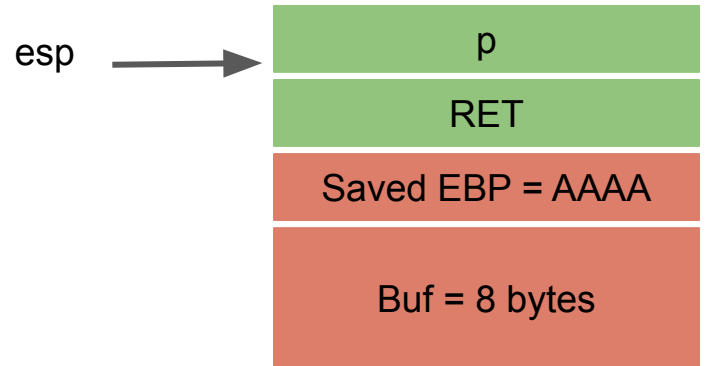 esp
p
RET
Saved EBP = AAAA
Buf = 8 bytes